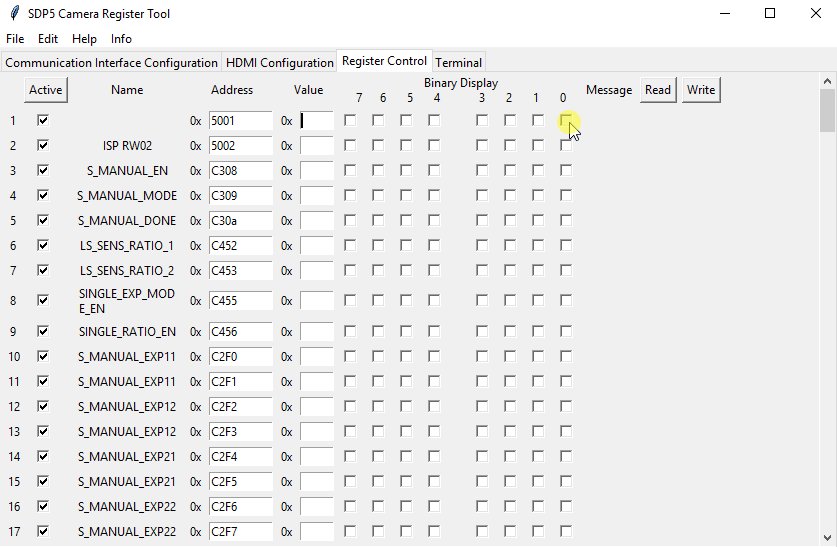 SDP5 Camera Register Tool
File Edit Help Info
Communication Interface Configuration HDMI Configuration Register Control Terminal
Active Name Address Value Binary Display Message Read Write
7 6 5 4 3 2 1 0
1 0x 5001 0x
2 ISP RW02 0x 5002 0x
3 S_MANUAL_EN 0x C308 0x
4 S_MANUAL_MODE 0x C309 0x
5 S_MANUAL_DONE 0x C30a 0x
6 LS_SENS_RATIO_1 0x C452 0x
7 LS_SENS_RATIO_2 0x C453 0x
8 SINGLE_EXP_MOD 0x C455 0x
E_EN
9 SINGLE_RATIO_EN 0x C456 0x
10 S_MANUAL_EXP11 0x C2F0 0x
11 S_MANUAL_EXP11 0x C2F1 0x
12 S_MANUAL_EXP12 0x C2F2 0x
13 S_MANUAL_EXP12 0x C2F3 0x
14 S_MANUAL_EXP21 0x C2F4 0x
15 S_MANUAL_EXP21 0x C2F5 0x
16 S_MANUAL_EXP22 0x C2F6 0x
17 S_MANUAL_EXP22 0x C2F7 0x